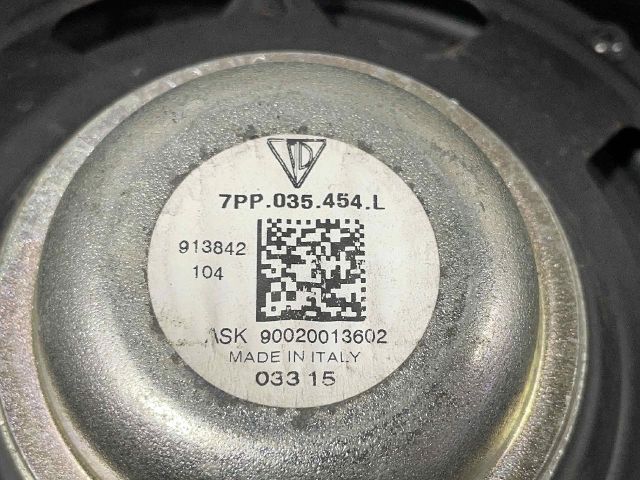 7PP.035.454.L
913842
104
ASK 90020013602
MADE IN ITALY
033 15